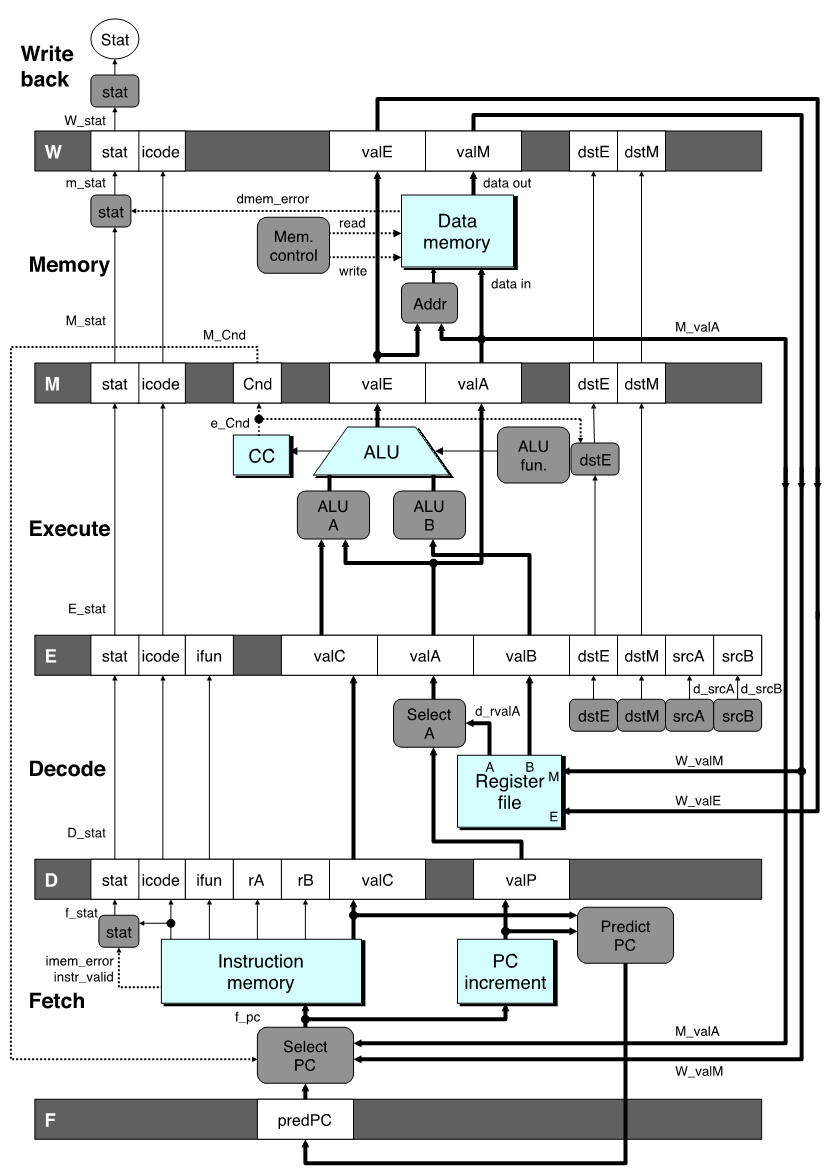 Stat
Write
back
stat
W_stat
W stat icode valE valM dstE dstM
m_stat
data out
dmem_error
stat
read
Mem.
control
write
Data
memory
Memory
data in
Addr
M_stat
M_Cnd
M_valA
M stat icode Cnd valE valA dstE dstM
e_Cnd
CC
ALU
ALU
fun.
dstE
ALU
A
ALU
B
Execute
E_stat
E stat icode ifun valC valA valB dstE dstM srcA srcB
d_srcA d_srcB
Select
A
d_rvalA
dstE dstM srcA srcB
A B
M
Register
file
E
W_valM
W_valE
Decode
D_stat
D stat icode ifun rA rB valC valP
f_stat
stat
Predict
PC
imem_error
instr_valid
Instruction
memory
PC
increment
Fetch
f_pc
M_valA
Select
PC
W_valM
F predPC